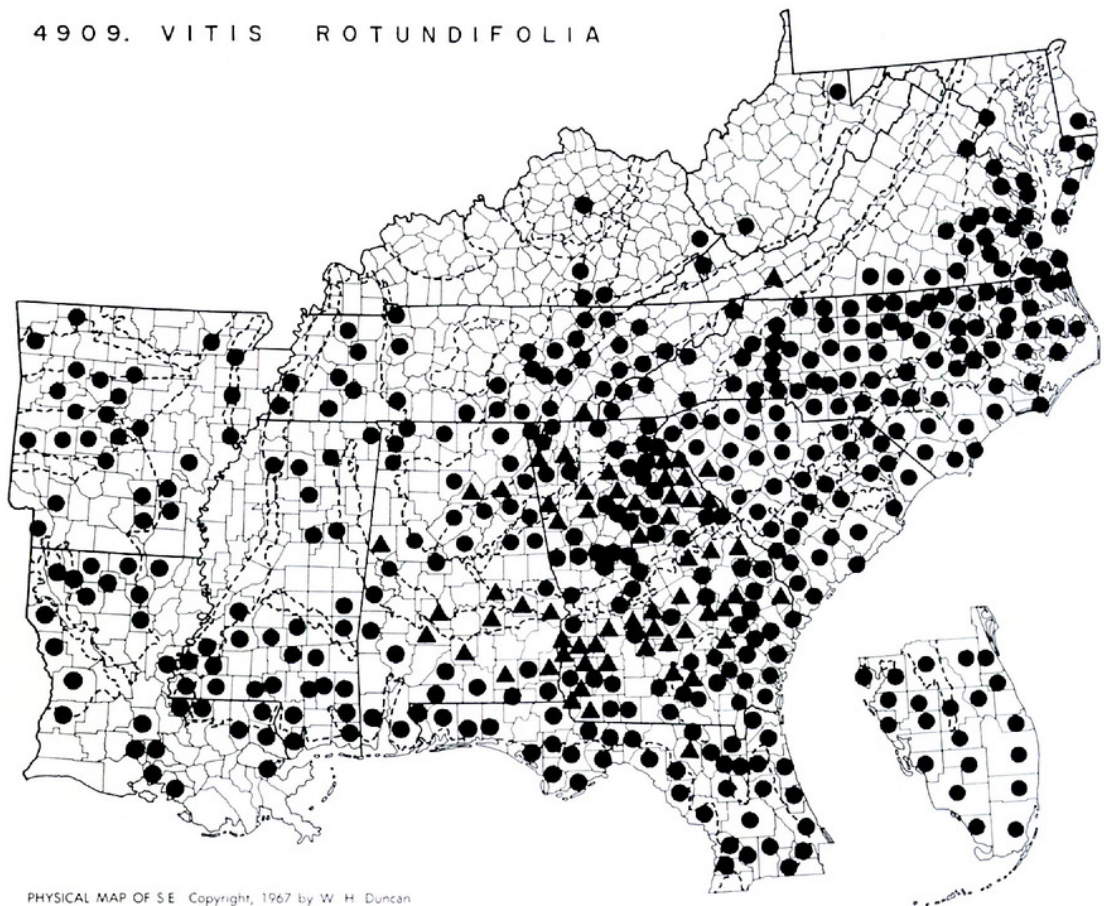 4909. VITIS ROTUNDIFOLIA
PHYSICAL MAP OF S E Copyright, 1967 by W H Duncan